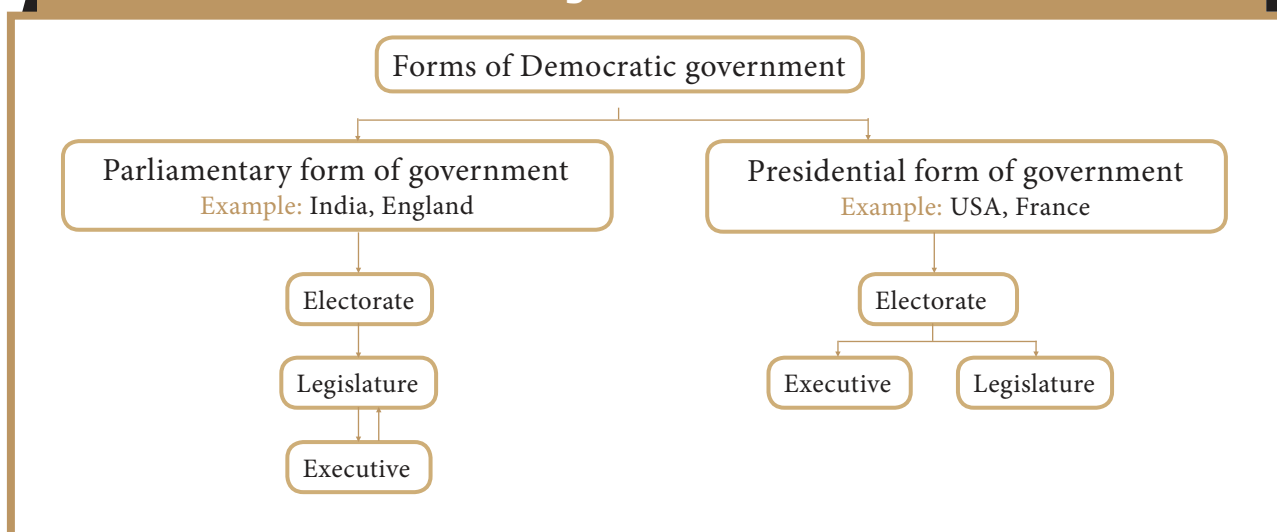 Forms of Democratic government
Parliamentary form of government
Example: India, England
Presidential form of government
Example: USA, France
Electorate
Electorate
Legislature
Executive
Legislature
Executive